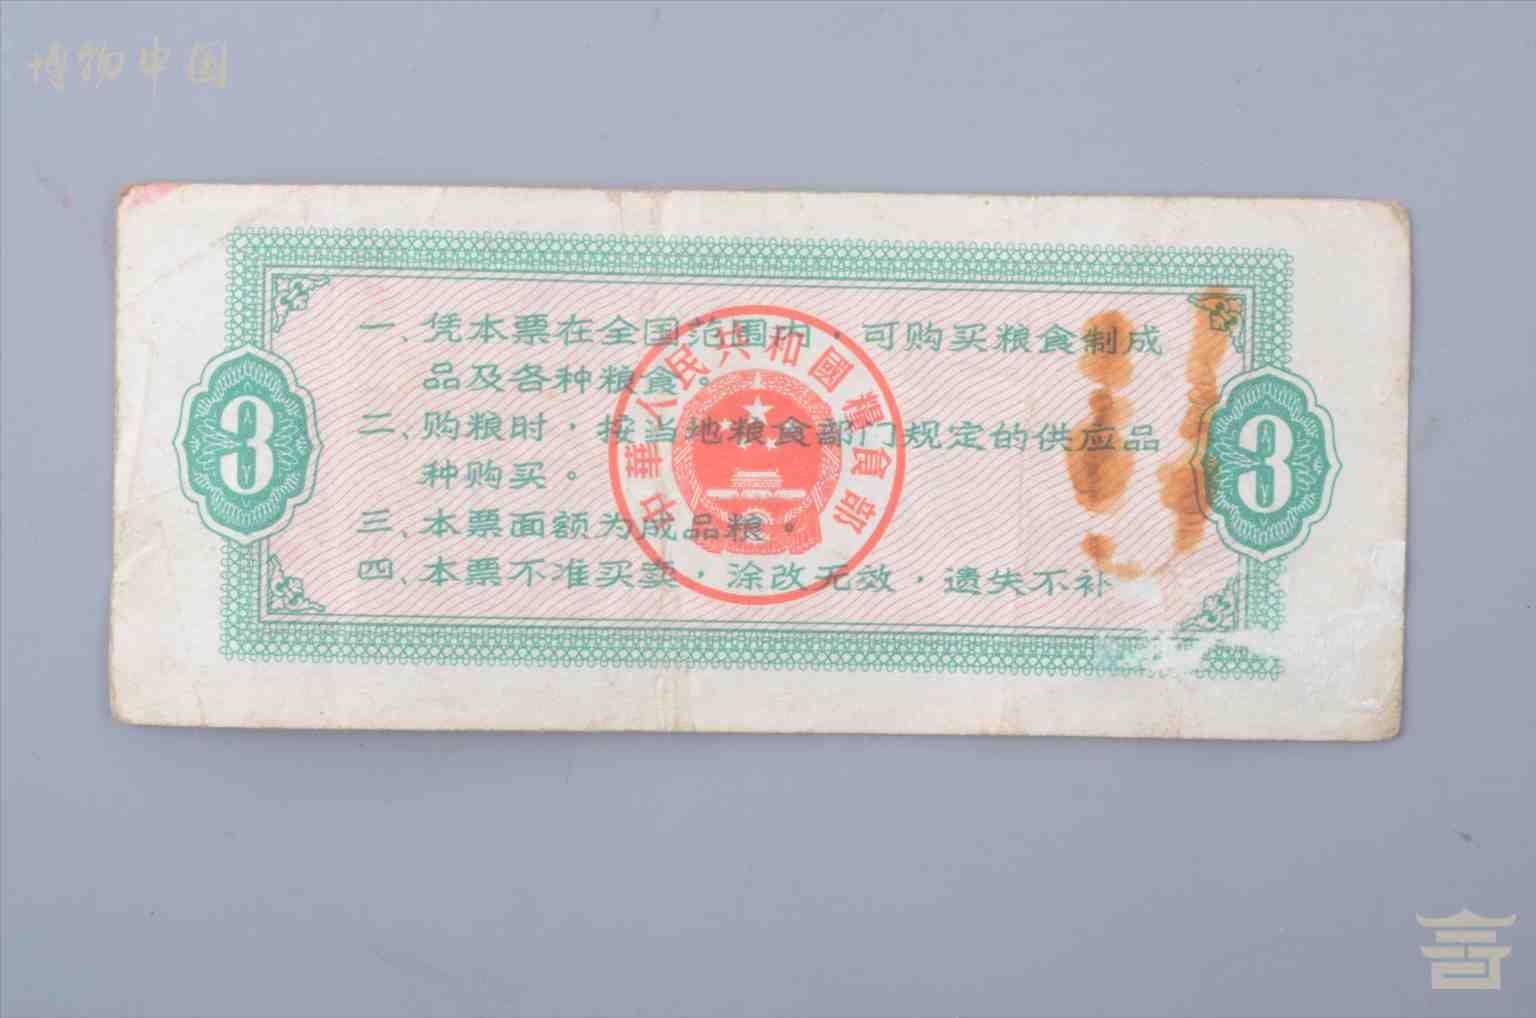 博物中国
一、凭本票在全国范围内，可购买粮食制成
品及各种粮食。
二、购粮时，按当地粮食部门规定的供应品
种购买。
三、本票面额为成品粮。
四、本票不准买卖，涂改无效，遗失不补
中華人民共和國糧食部
3
3